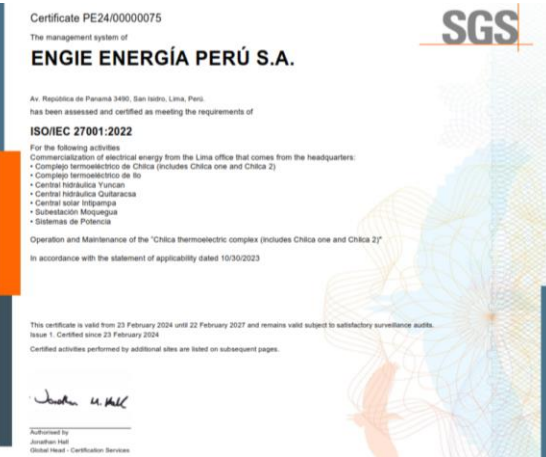 Certificate PE24/00000075
SGS
The management system of
ENGIE ENERGÍA PERÚ S.A.
Av. República de Panamá 3490, San Isidro, Lima, Perú.
has been assessed and certified as meeting the requirements of
ISO/IEC 27001:2022
For the following activities
Commercialization of electrical energy from the Lima office that comes from the headquarters:
• Complejo termoeléctrico de Chilca (includes Chilca one and Chilca 2)
• Complejo termoeléctrico de Ilo
• Central hidráulica Yuncan
• Central hidráulica Quitaracsa
• Central solar Intipampa
• Subestación Moquegua
• Sistemas de Potencia
Operation and Maintenance of the "Chilca thermoelectric complex (includes Chilca one and Chilca 2)"
In accordance with the statement of applicability dated 10/30/2023
This certificate is valid from 23 February 2024 until 22 February 2027 and remains valid subject to satisfactory surveillance audits.
Issue 1. Certified since 23 February 2024
Certified activities performed by additional sites are listed on subsequent pages.
Jonathan M. Hall
Authorised by
Jonathan Hall
Global Head - Certification Services